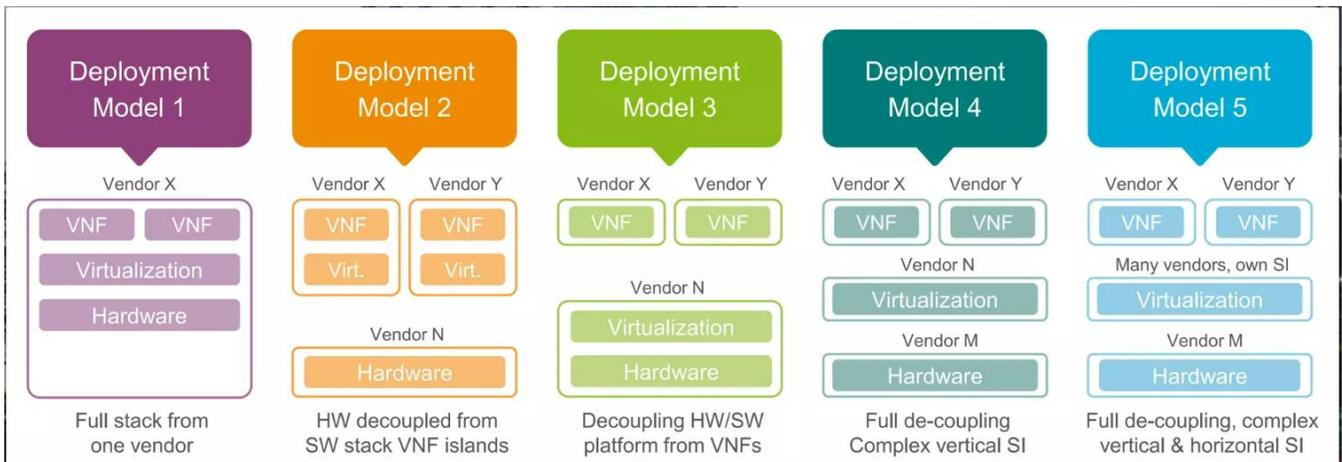 Deployment
Model 1
Vendor X
VNF VNF
Virtualization
Hardware
Full stack from
one vendor
Deployment
Model 2
Vendor X Vendor Y
VNF VNF
Virt. Virt.
Vendor N
Hardware
HW decoupled from
SW stack VNF islands
Deployment
Model 3
Vendor X Vendor Y
VNF VNF
Vendor N
Virtualization
Hardware
Decoupling HW/SW
platform from VNFs
Deployment
Model 4
Vendor X Vendor Y
VNF VNF
Vendor N
Virtualization
Vendor M
Hardware
Full de-coupling
Complex vertical SI
Deployment
Model 5
Vendor X Vendor Y
VNF VNF
Many vendors, own SI
Virtualization
Vendor M
Hardware
Full de-coupling, complex
vertical & horizontal SI